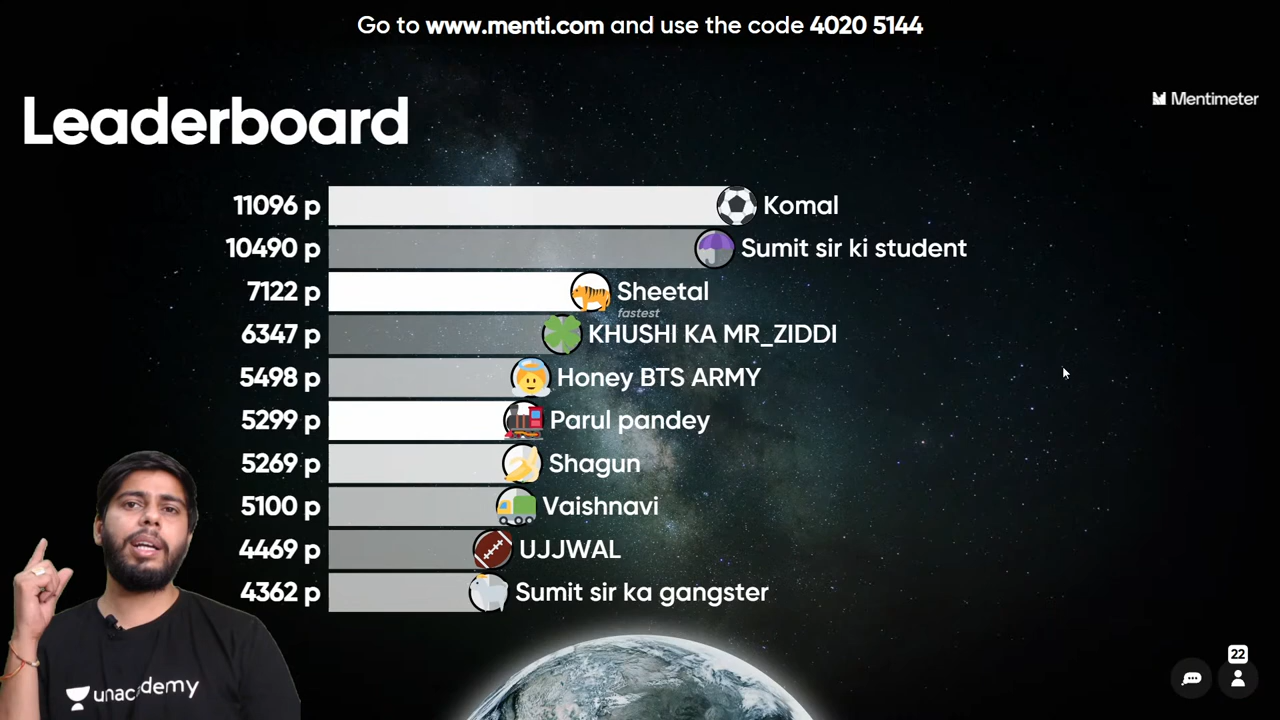 Go to www.menti.com and use the code 4020 5144
Leaderboard
Mentimeter
11096 p Komal
10490 p Sumit sir ki student
7122 p Sheetal
fastest
6347 p KHUSHI KA MR_ZIDDI
5498 p Honey BTS ARMY
5299 p Parul pandey
5269 p Shagun
5100 p Vaishnavi
4469 p UJJWAL
4362 p Sumit sir ka gangster
unacademy
22